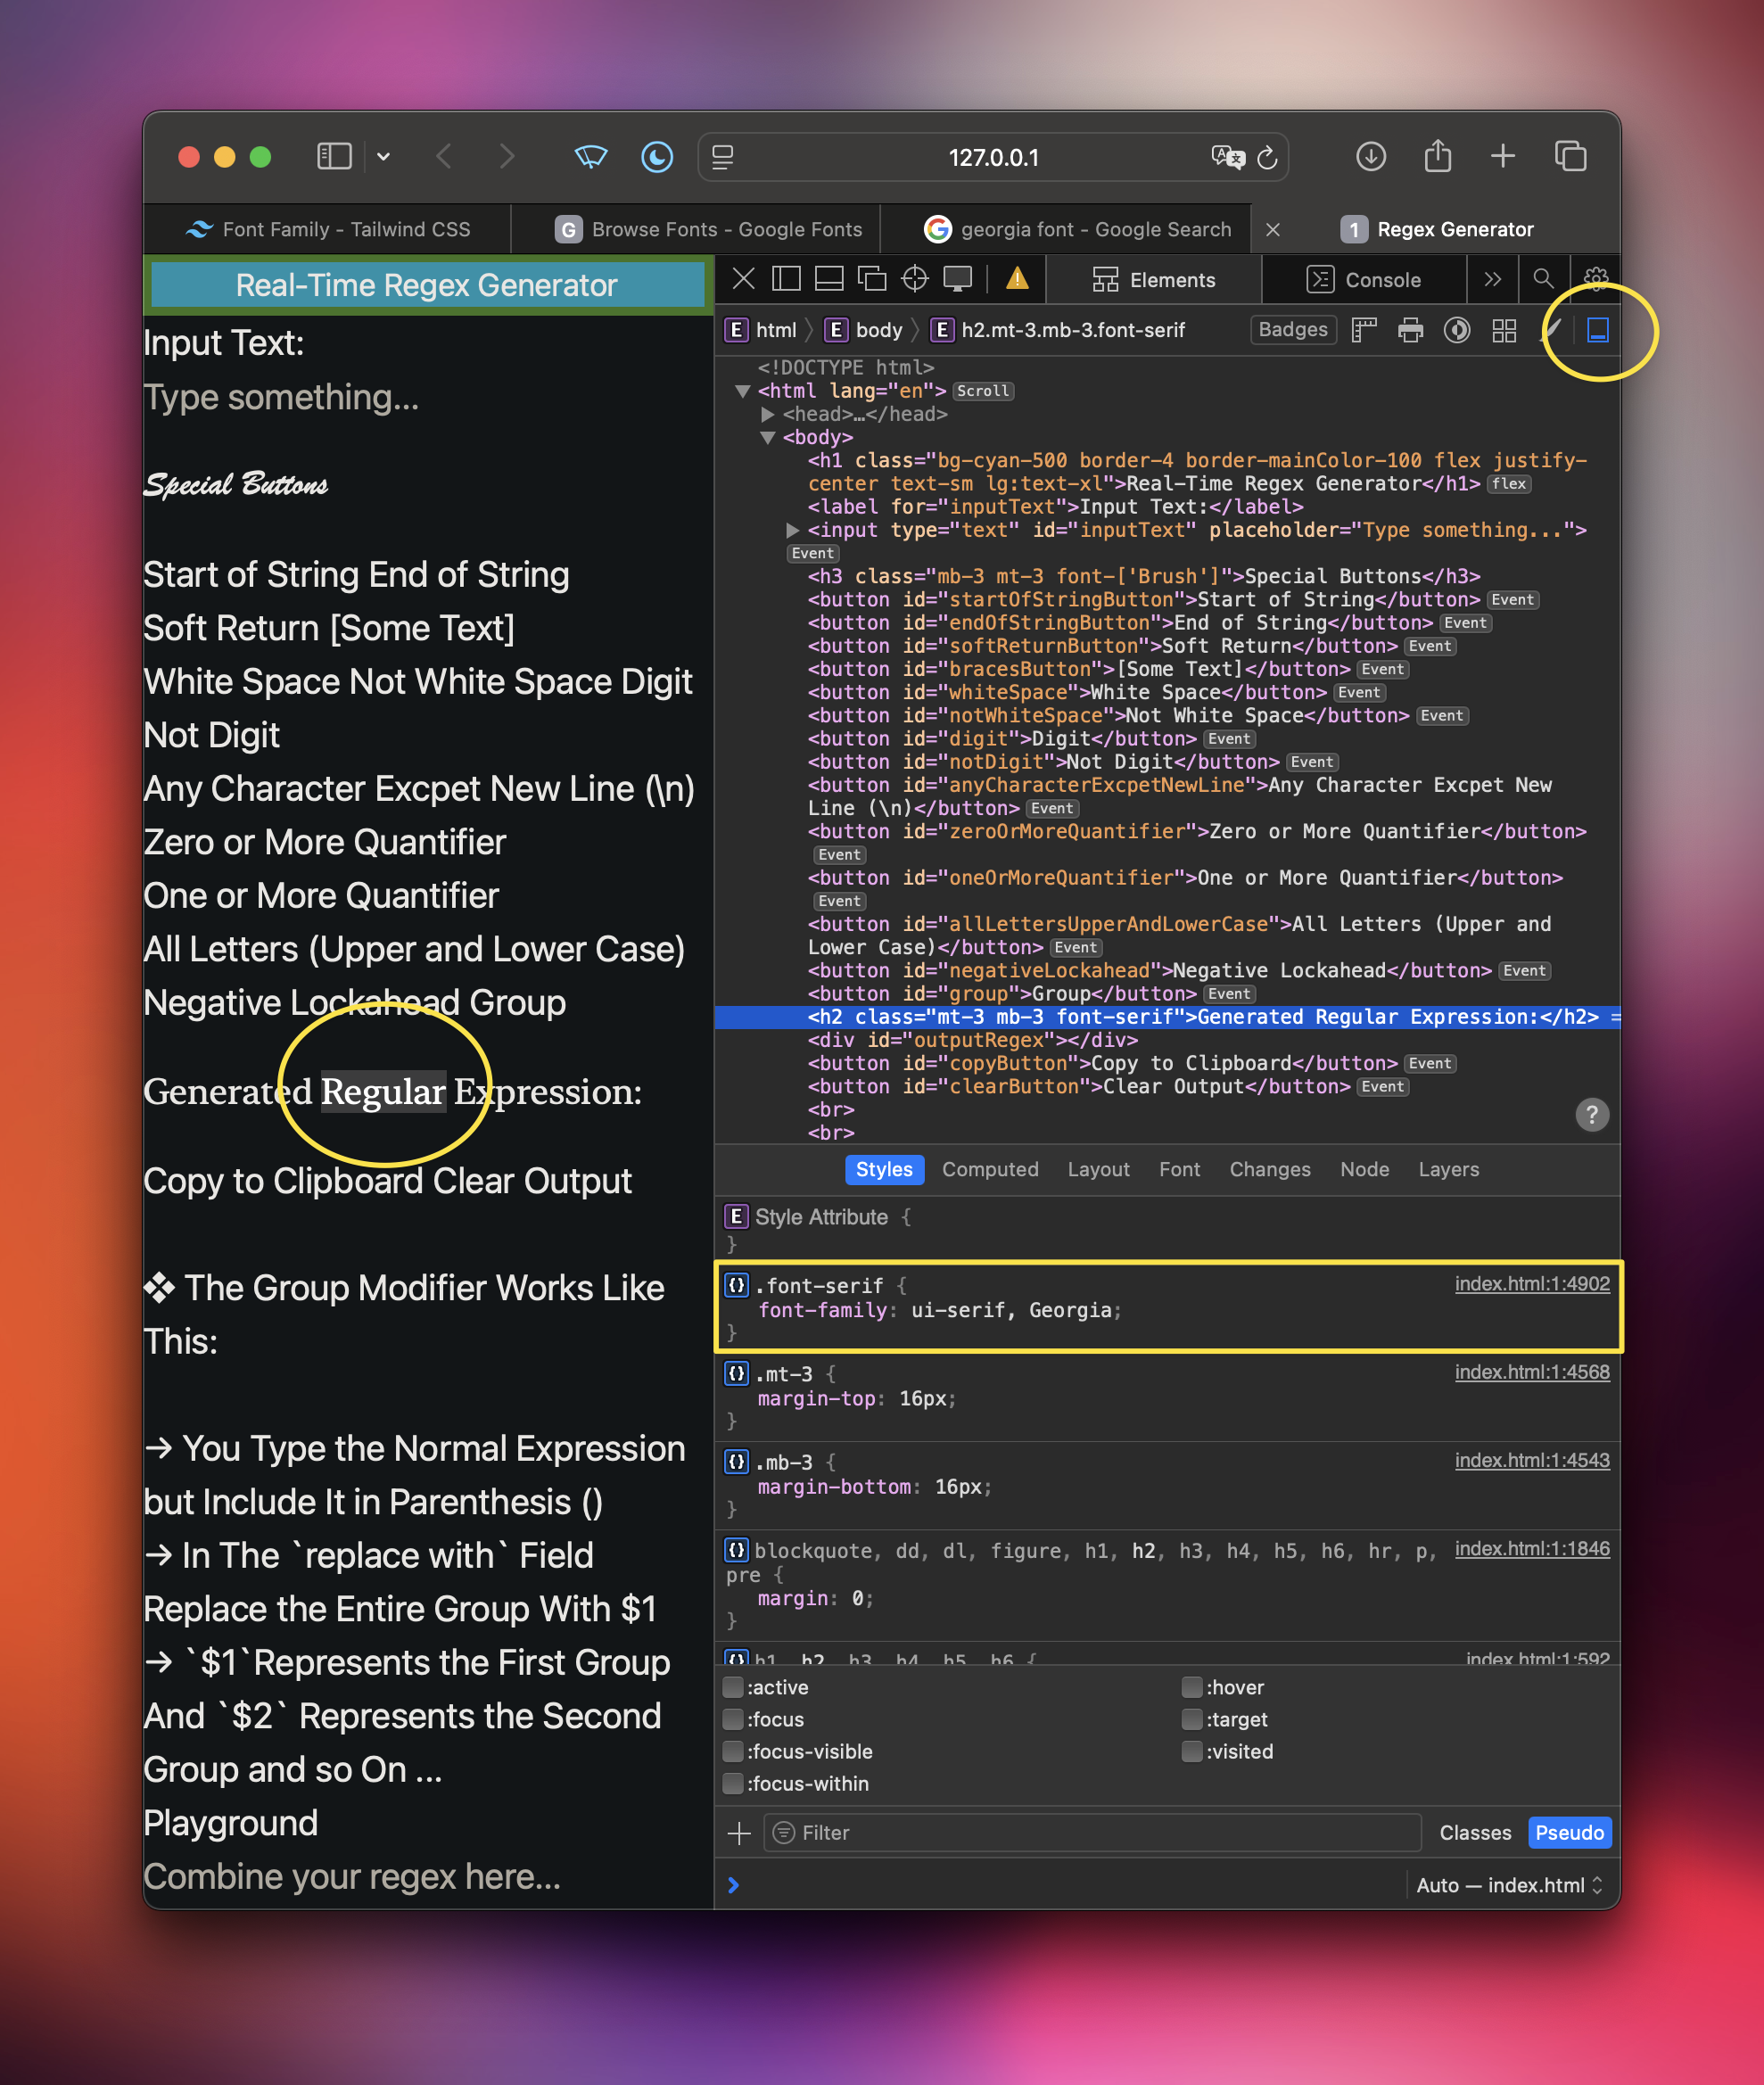 127.0.0.1
Font Family - Tailwind CSS
G Browse Fonts - Google Fonts
georgia font - Google Search
1 Regex Generator
Real-Time Regex Generator
Input Text:
Type something...
Special Buttons
Start of String End of String
Soft Return [Some Text]
White Space Not White Space Digit
Not Digit
Any Character Excpet New Line (\n)
Zero or More Quantifier
One or More Quantifier
All Letters (Upper and Lower Case)
Negative Lockahead Group
Generated Regular Expression:
Copy to Clipboard Clear Output
❖ The Group Modifier Works Like
This:
→ You Type the Normal Expression
but Include It in Parenthesis ()
→ In The `replace with` Field
Replace the Entire Group With $1
→ `$1`Represents the First Group
And `$2` Represents the Second
Group and so On ...
Playground
Combine your regex here...
Elements
Console
E html E body E h2.mt-3.mb-3.font-serif
Badges
<!DOCTYPE html>
<html lang="en"> Scroll
<head>…</head>
<body>
<h1 class="bg-cyan-500 border-4 border-mainColor-100 flex justify-
center text-sm lg:text-xl">Real-Time Regex Generator</h1> flex
<label for="inputText">Input Text:</label>
<input type="text" id="inputText" placeholder="Type something...">
Event
<h3 class="mb-3 mt-3 font-['Brush']">Special Buttons</h3>
<button id="startOfStringButton">Start of String</button> Event
<button id="endOfStringButton">End of String</button> Event
<button id="softReturnButton">Soft Return</button> Event
<button id="bracesButton">[Some Text]</button> Event
<button id="whiteSpace">White Space</button> Event
<button id="notWhiteSpace">Not White Space</button> Event
<button id="digit">Digit</button> Event
<button id="notDigit">Not Digit</button> Event
<button id="anyCharacterExcpetNewLine">Any Character Excpet New
Line (\n)</button> Event
<button id="zeroOrMoreQuantifier">Zero or More Quantifier</button>
Event
<button id="oneOrMoreQuantifier">One or More Quantifier</button>
Event
<button id="allLettersUpperAndLowerCase">All Letters (Upper and
Lower Case)</button> Event
<button id="negativeLockahead">Negative Lockahead</button> Event
<button id="group">Group</button> Event
<h2 class="mt-3 mb-3 font-serif">Generated Regular Expression:</h2> =
<div id="outputRegex"></div>
<button id="copyButton">Copy to Clipboard</button> Event
<button id="clearButton">Clear Output</button> Event
<br>
<br>
?
Styles Computed Layout Font Changes Node Layers
E Style Attribute {
}
{} .font-serif { index.html:1:4902
font-family: ui-serif, Georgia;
}
{} .mt-3 { index.html:1:4568
margin-top: 16px;
}
{} .mb-3 { index.html:1:4543
margin-bottom: 16px;
}
{} blockquote, dd, dl, figure, h1, h2, h3, h4, h5, h6, hr, p, index.html:1:1846
pre {
margin: 0;
}
{} h1, h2, h3, h4, h5, h6 { index.html:1:592
:active :hover
:focus :target
:focus-visible :visited
:focus-within
Filter Classes Pseudo
Auto — index.html